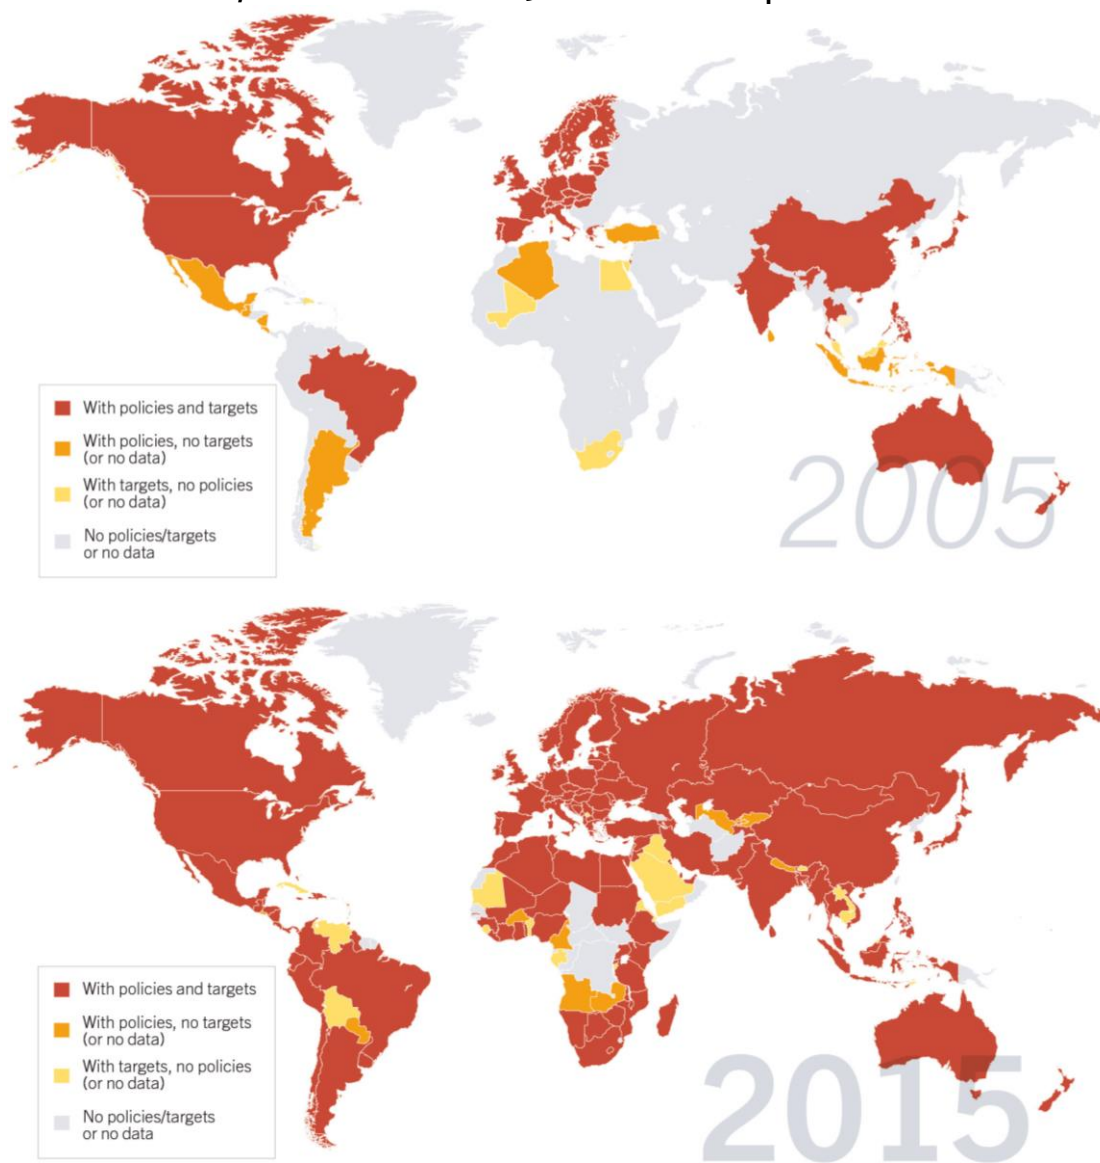 With policies and targets
With policies, no targets
(or no data)
With targets, no policies
(or no data)
No policies/targets
or no data
2005
With policies and targets
With policies, no targets
(or no data)
With targets, no policies
(or no data)
No policies/targets
or no data
2015